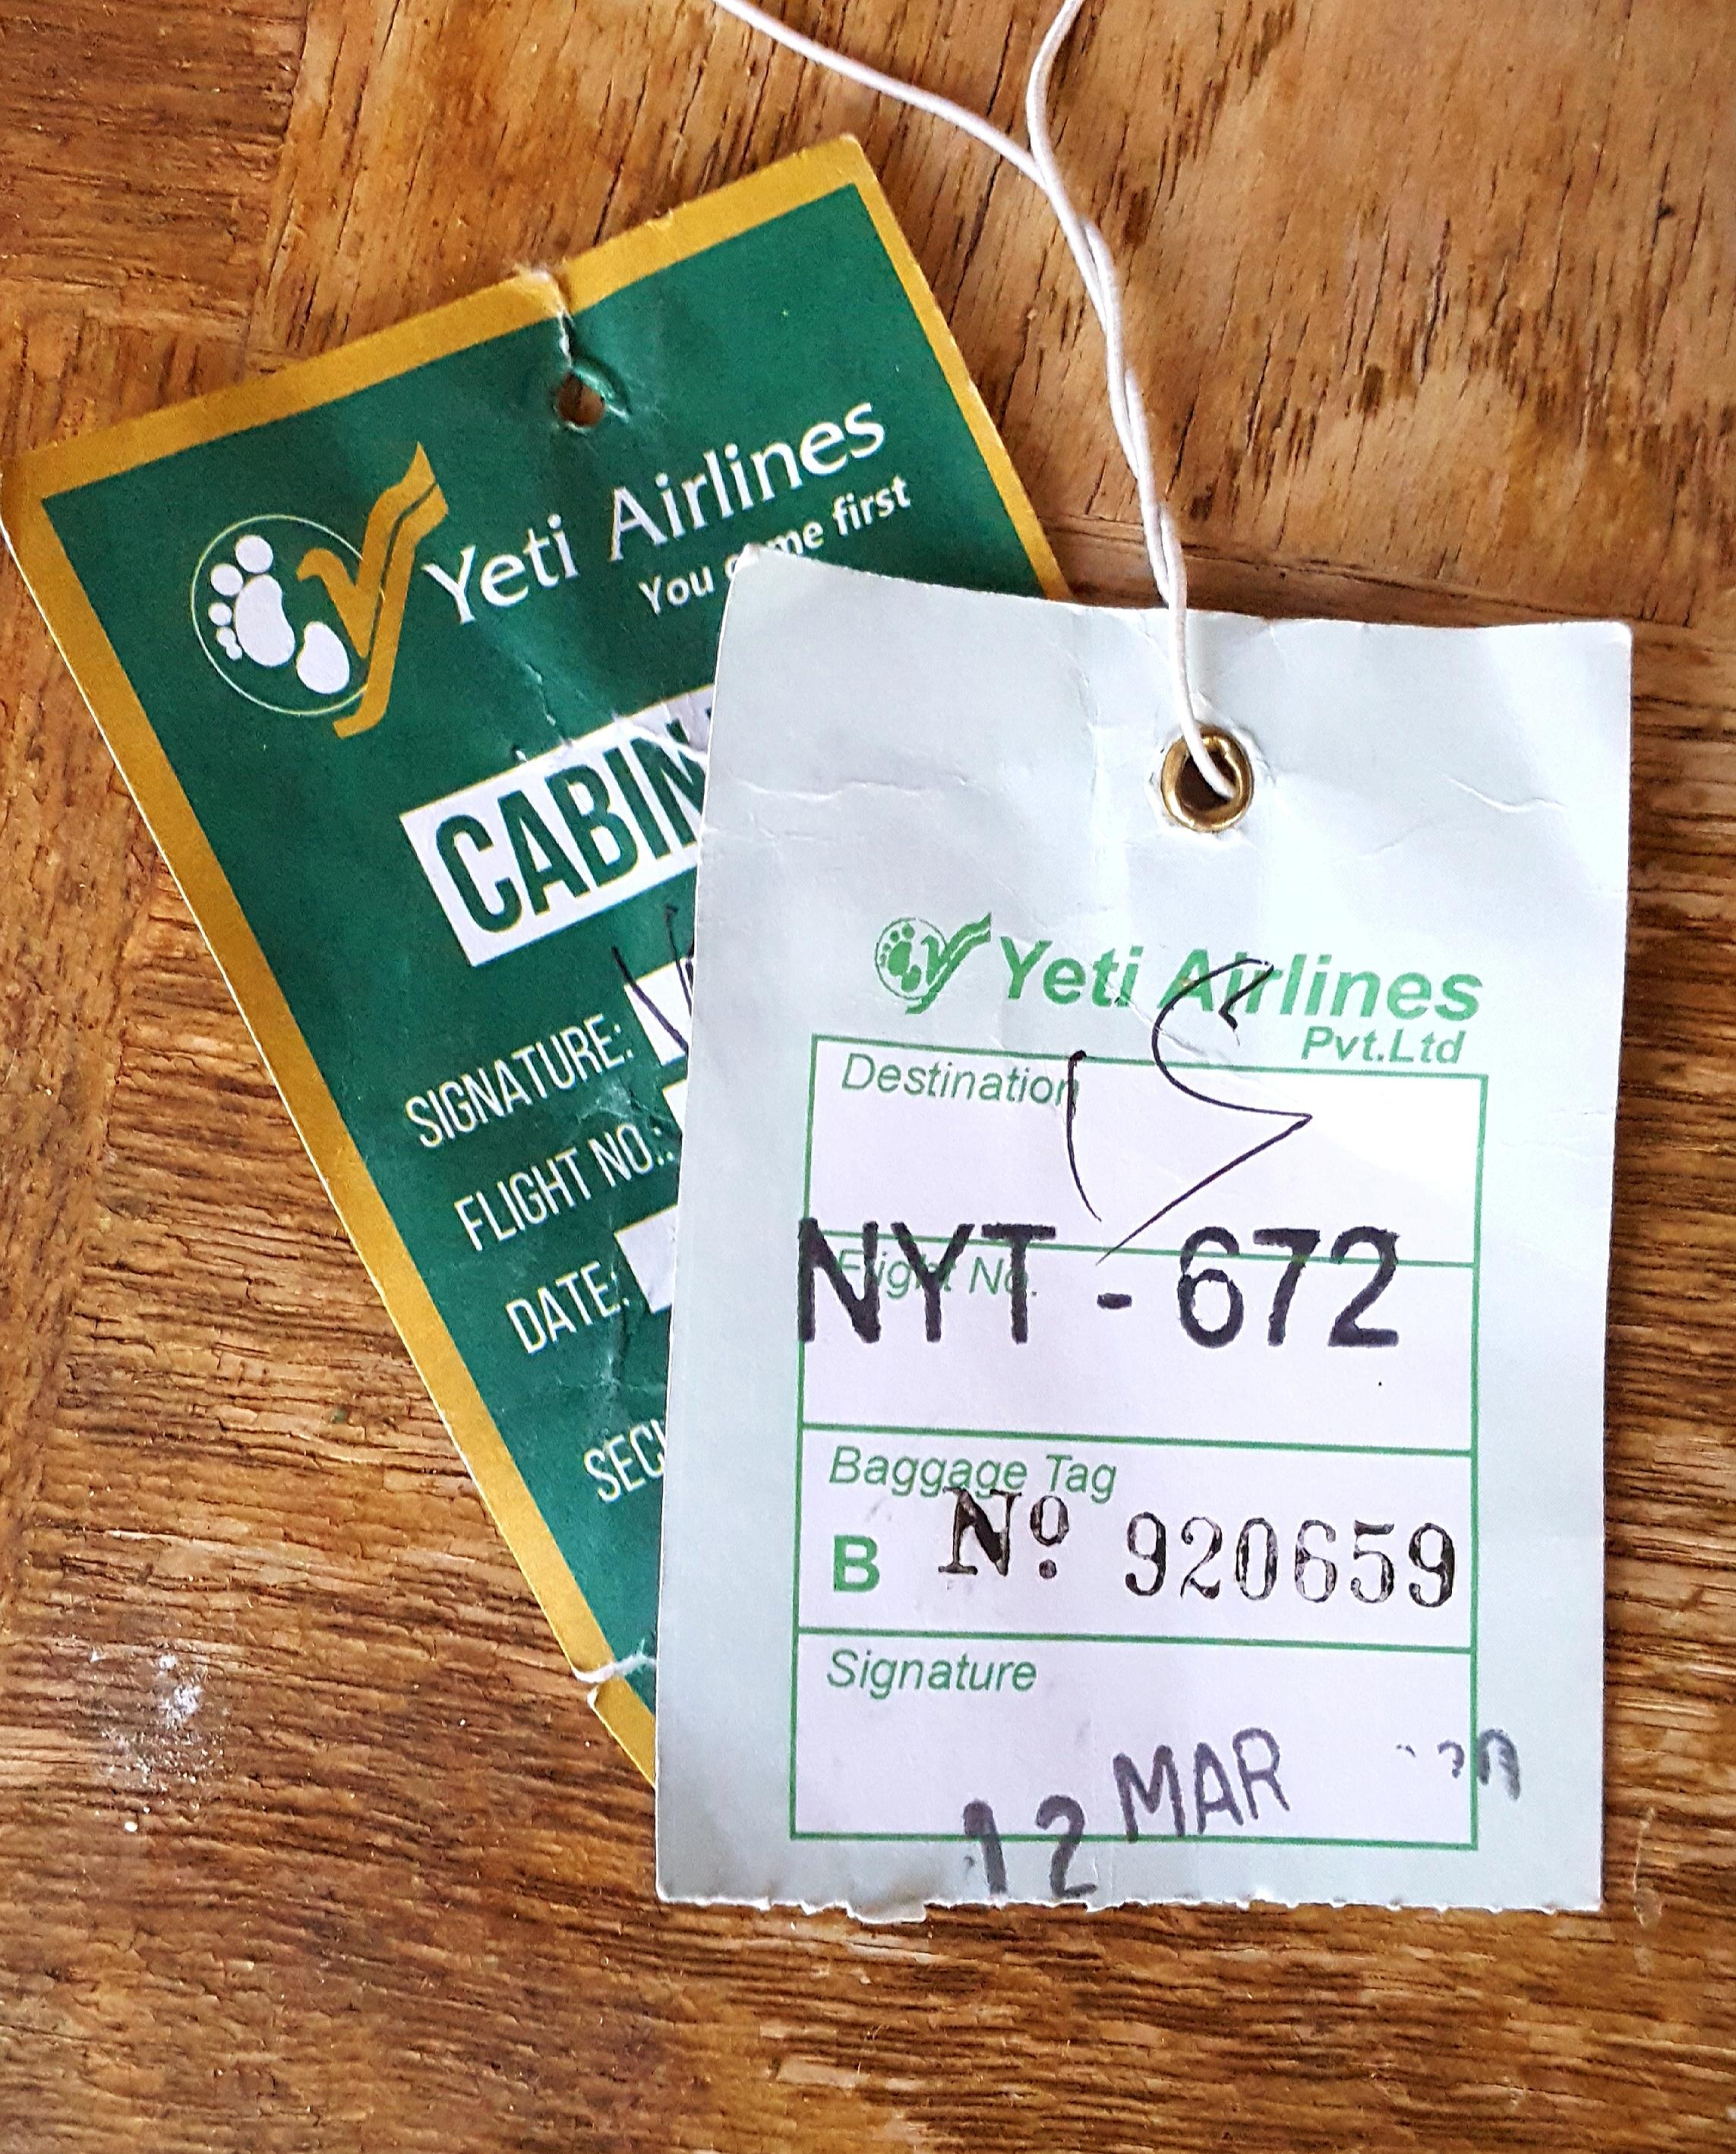 Yeti Airlines
You come first
CABIN
SIGNATURE:
FLIGHT NO.:
DATE:
Yeti Airlines
Pvt.Ltd
Destination
Flight No.
NYT - 672
Baggage Tag
B Nº 920659
Signature
12 MAR